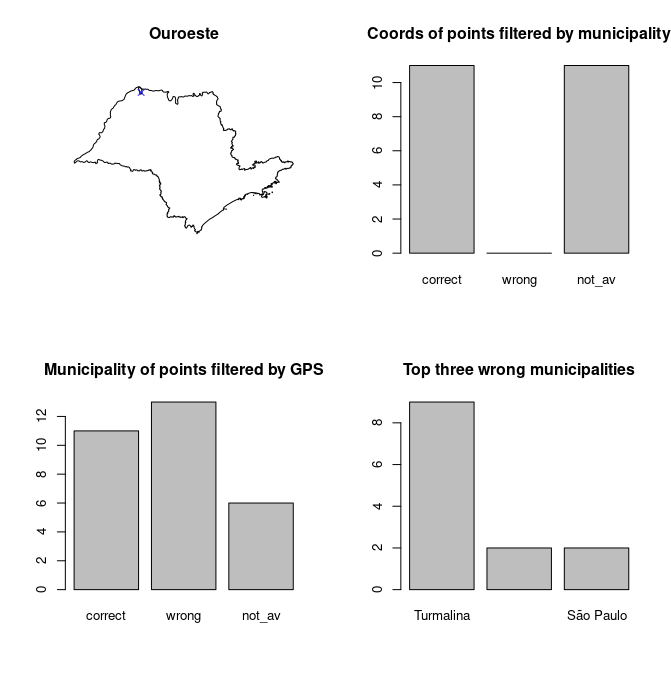 Ouroeste
Coords of points filtered by municipality
10
8
6
4
2
0
correct wrong not_av
Municipality of points filtered by GPS
12
10
8
6
4
2
0
correct wrong not_av
Top three wrong municipalities
8
6
4
2
0
Turmalina São Paulo